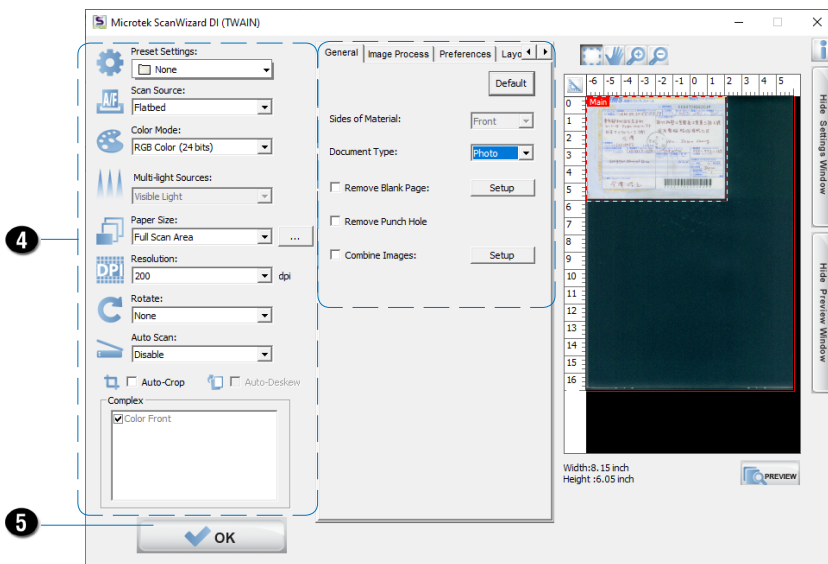 Microtek ScanWizard DI (TWAIN)
Preset Settings:
None
Scan Source:
Flatbed
Color Mode:
RGB Color (24 bits)
Multi-light Sources:
Visible Light
Paper Size:
Full Scan Area
...
Resolution:
200 dpi
Rotate:
None
Auto Scan:
Disable
Auto-Crop Auto-Deskew
Complex
Color Front
4
5
OK
General Image Process Preferences Layo
Default
Sides of Material: Front
Document Type: Photo
Remove Blank Page: Setup
Remove Punch Hole
Combine Images: Setup
-6 -5 -4 -3 -2 -1 0 1 2 3 4 5
0
1
2
3
4
5
6
7
8
9
10
11
12
13
14
15
16
Main
Width:8.15 inch
Height :6.05 inch
PREVIEW
Hide Settings Window
Hide Preview Window